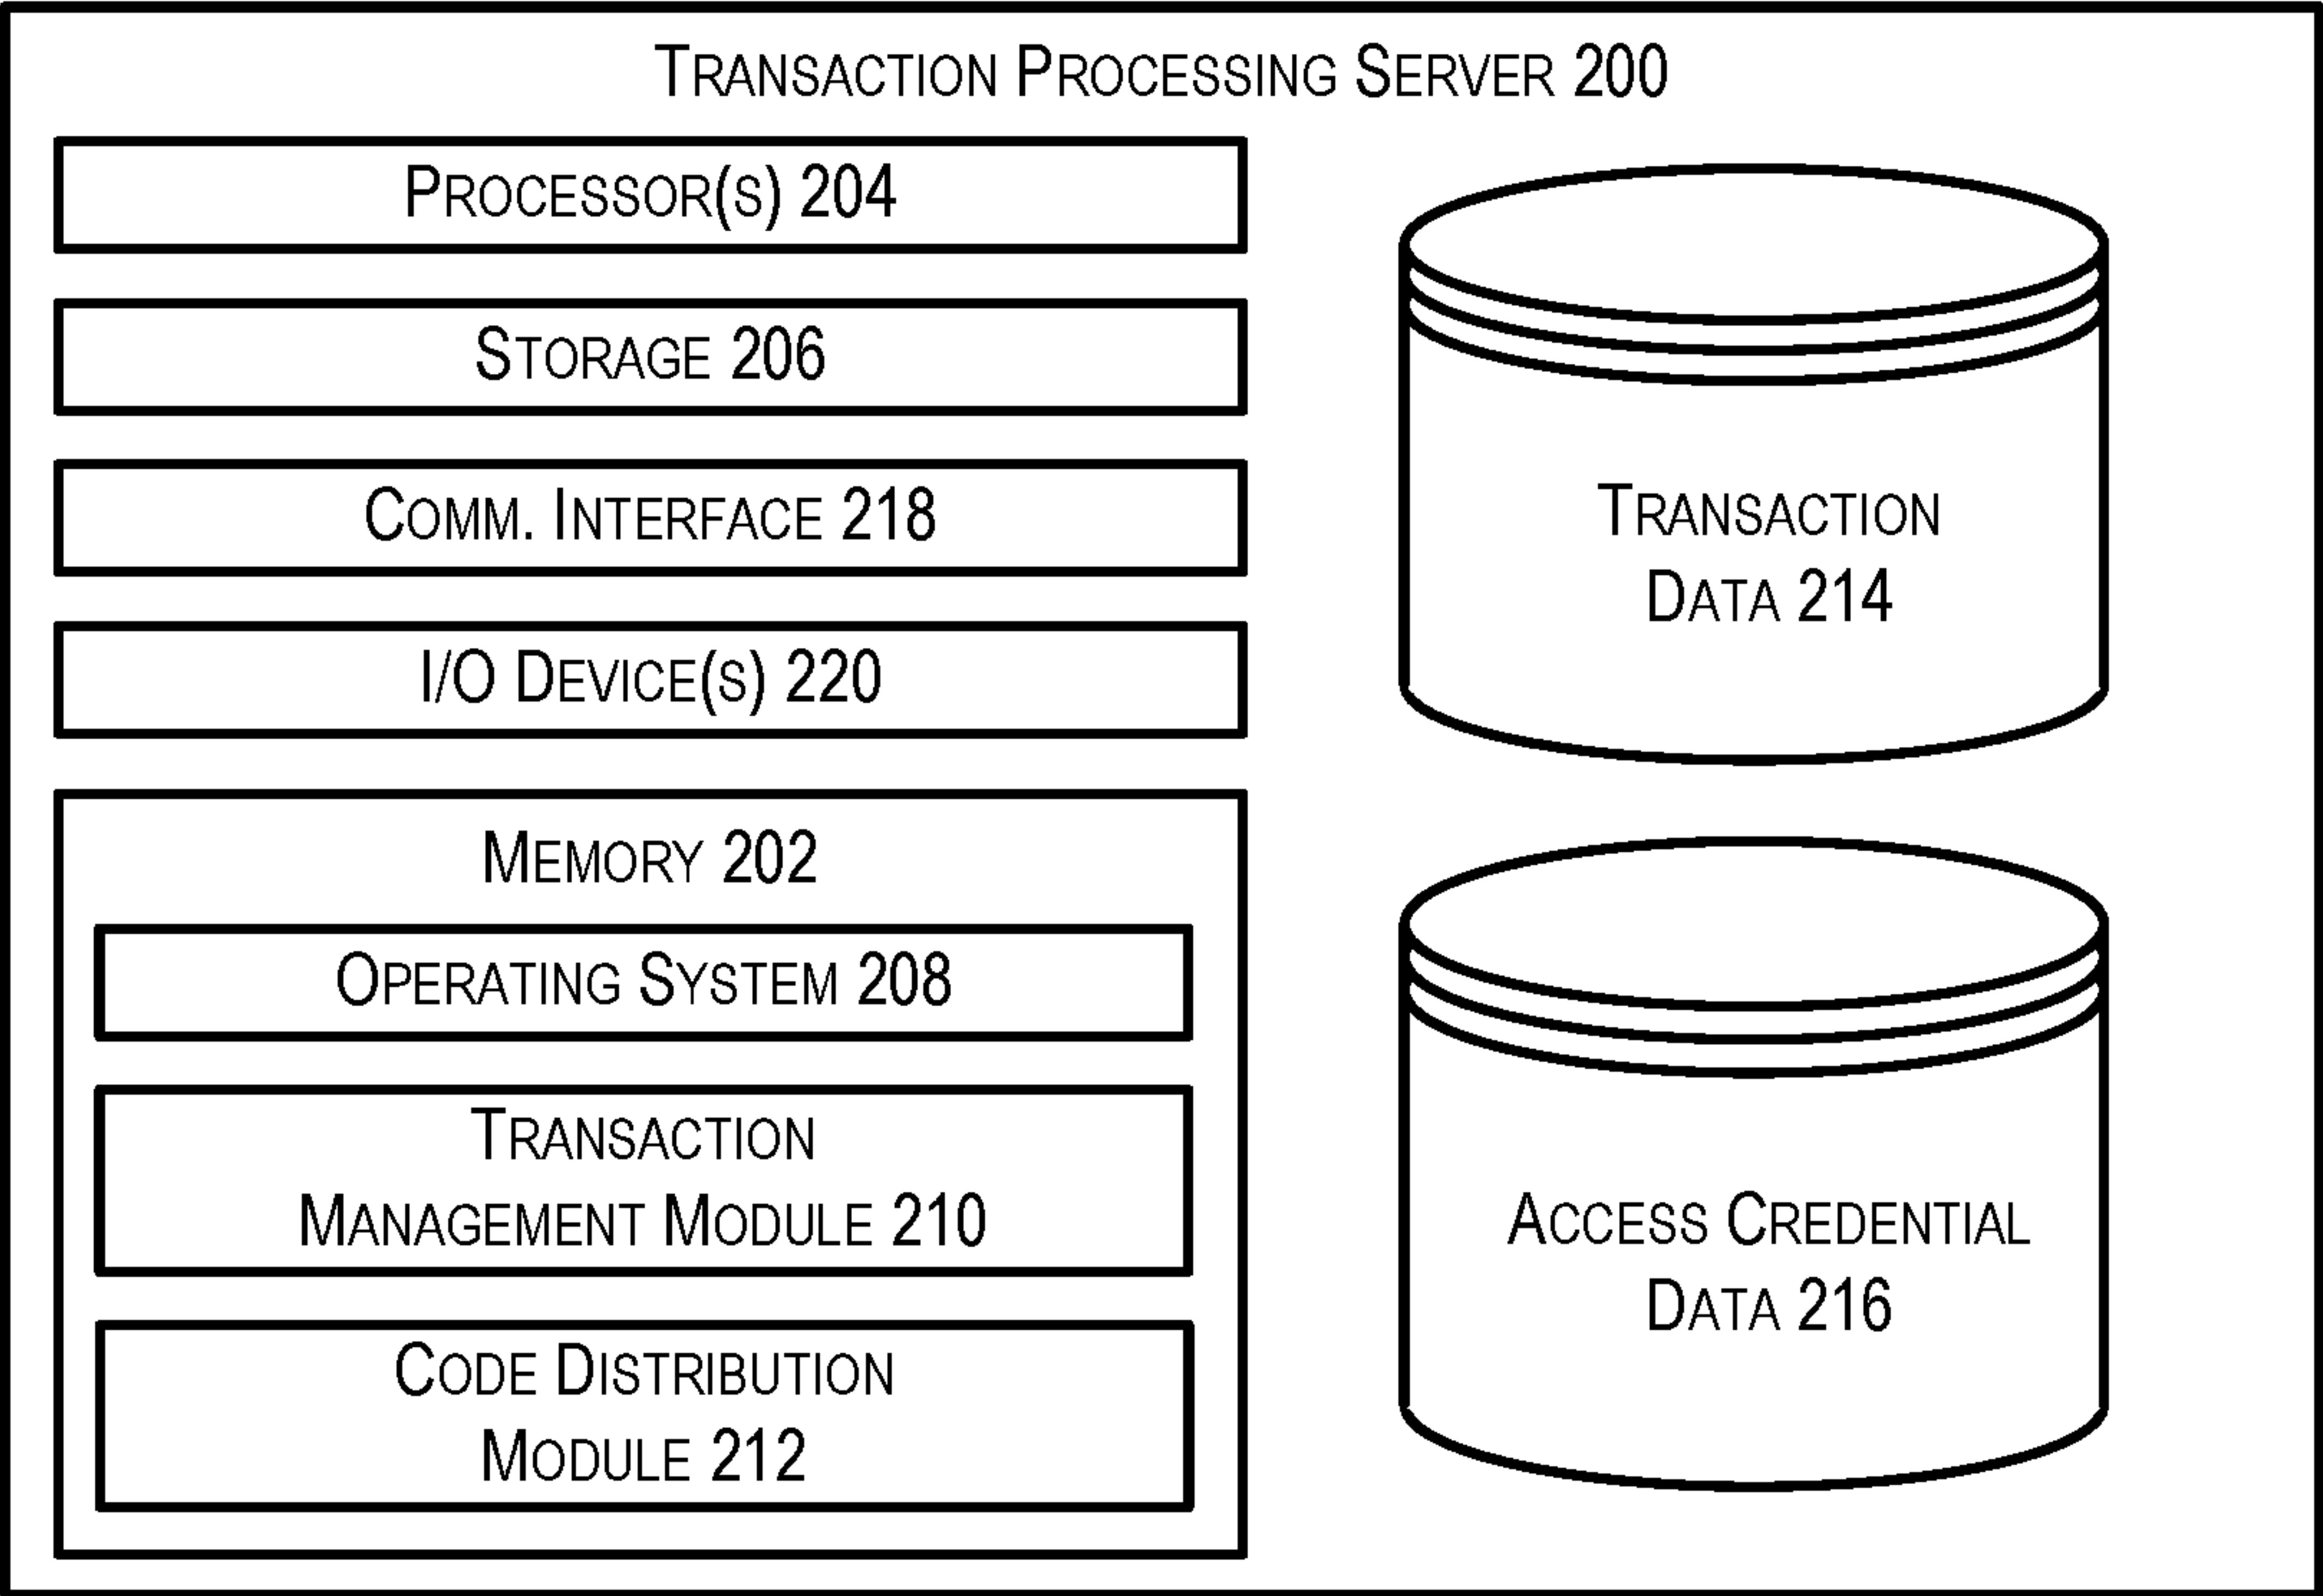 Transaction Processing Server 200
Processor(s) 204
Storage 206
Comm. Interface 218
I/O Device(s) 220
Memory 202
Operating System 208
Transaction
Management Module 210
Code Distribution
Module 212
Transaction
Data 214
Access Credential
Data 216